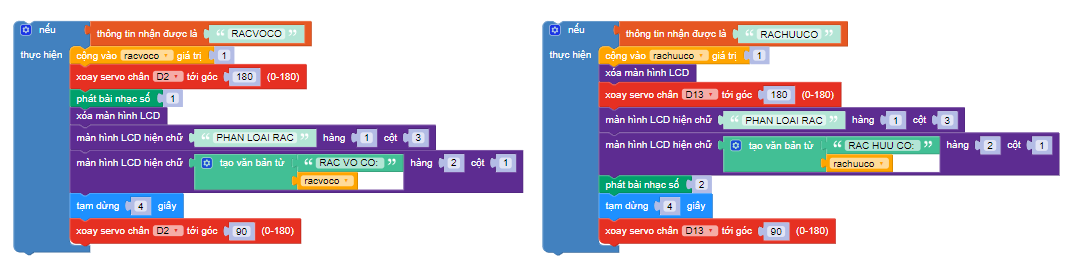 nếu thông tin nhận được là “ RACVOCO ”
thực hiện cộng vào racvoco giá trị 1
xoay servo chân D2 tới góc 180 (0-180)
phát bài nhạc số 1
xóa màn hình LCD
màn hình LCD hiện chữ “ PHAN LOAI RAC ” hàng 1 cột 3
màn hình LCD hiện chữ tạo văn bản từ “ RAC VO CO: ” hàng 2 cột 1
racvoco
tạm dừng 4 giây
xoay servo chân D2 tới góc 90 (0-180)
nếu thông tin nhận được là “ RACHUUCO ”
thực hiện cộng vào rachuuco giá trị 1
xóa màn hình LCD
xoay servo chân D13 tới góc 180 (0-180)
màn hình LCD hiện chữ “ PHAN LOAI RAC ” hàng 1 cột 3
màn hình LCD hiện chữ tạo văn bản từ “ RAC HUU CO: ” hàng 2 cột 1
rachuuco
phát bài nhạc số 2
tạm dừng 4 giây
xoay servo chân D13 tới góc 90 (0-180)